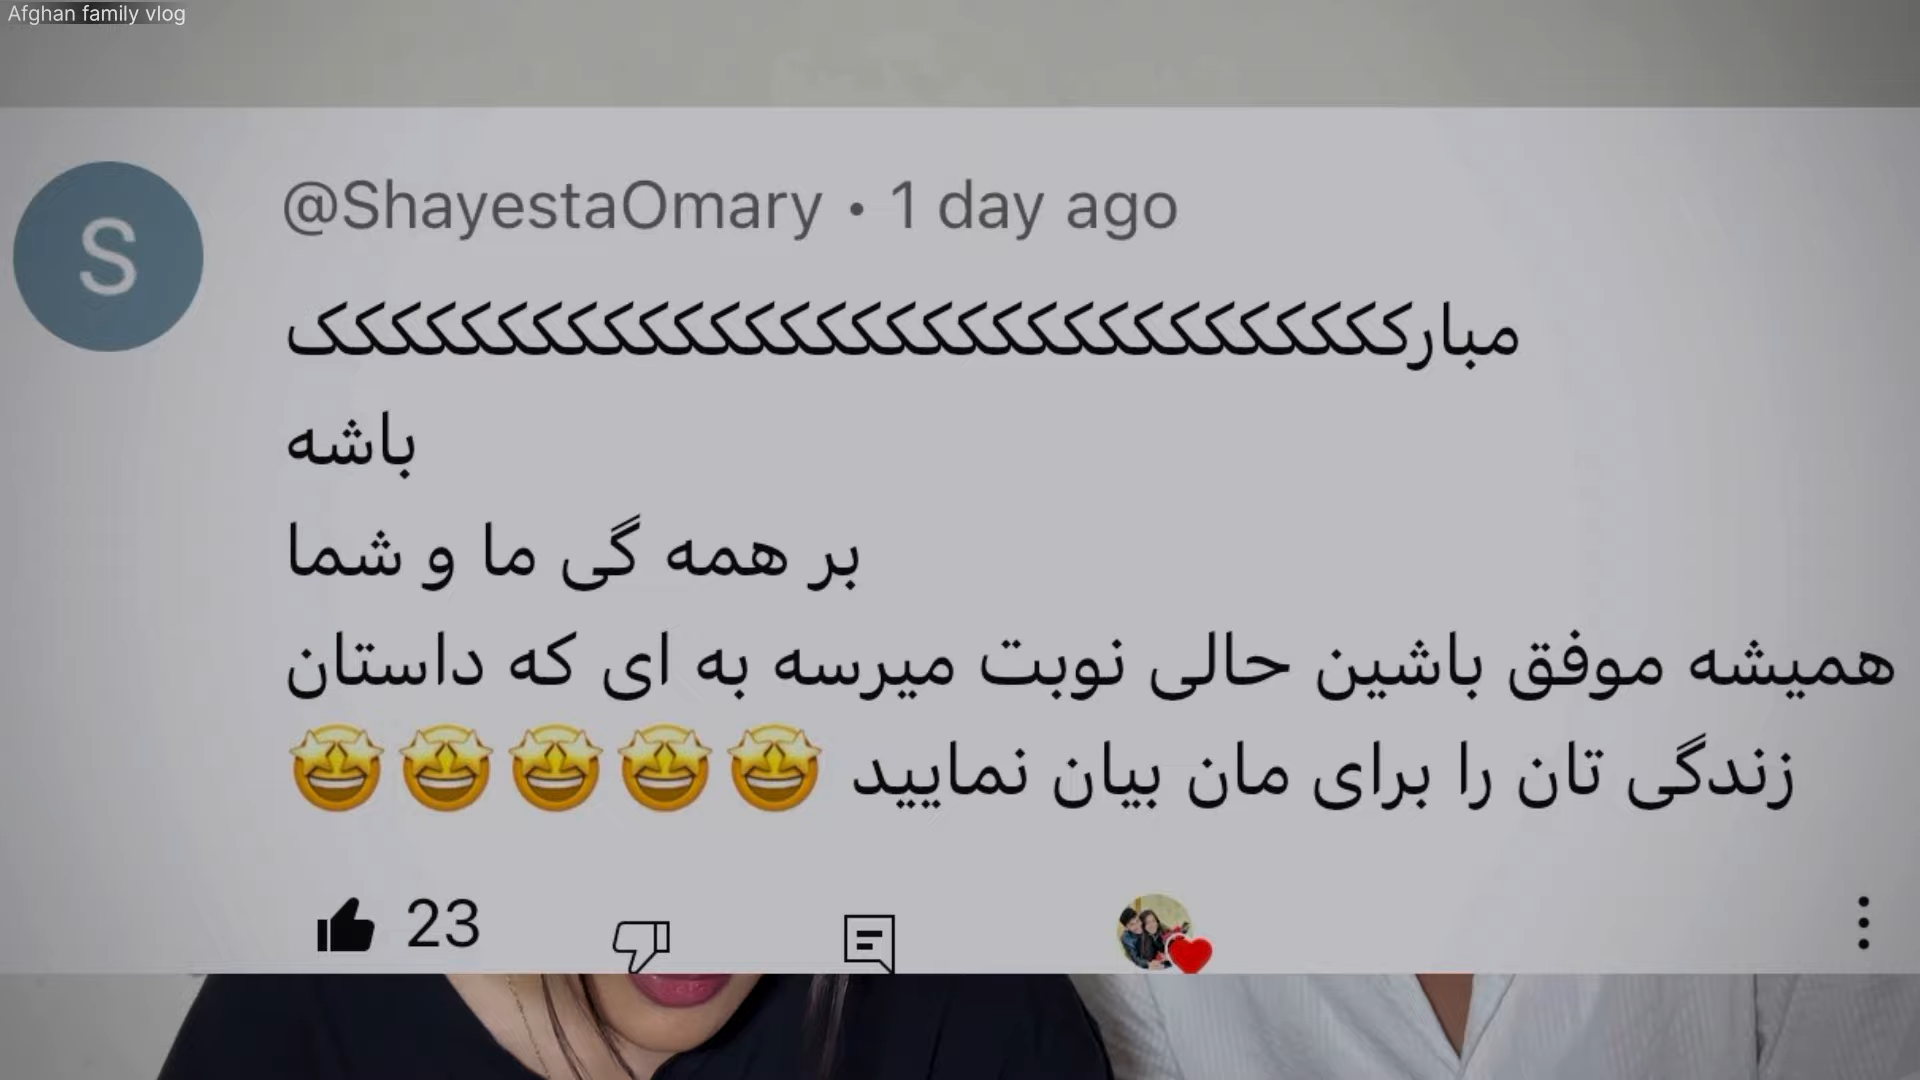 Afghan family vlog
S
@ShayestaOmary • 1 day ago
مبارکککککککککککککککککککککککککککککککک
باشه
بر همه گی ما و شما
همیشه موفق باشین حالی نوبت میرسه به ای که داستان
زندگی تان را برای مان بیان نمایید 🤩🤩🤩🤩🤩
23